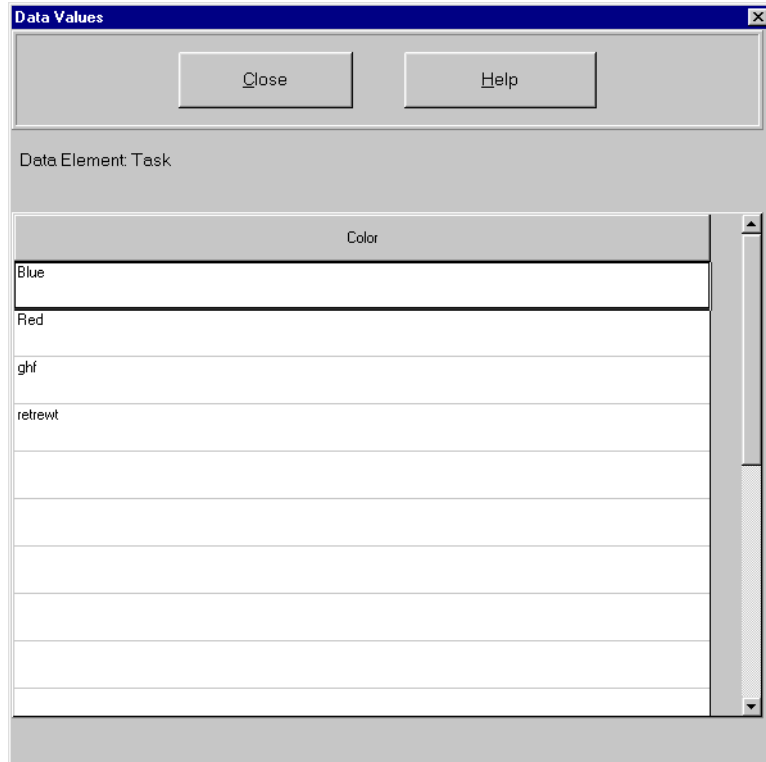 Data Values
Close Help
Data Element: Task
Color
Blue
Red
ghf
retrewt